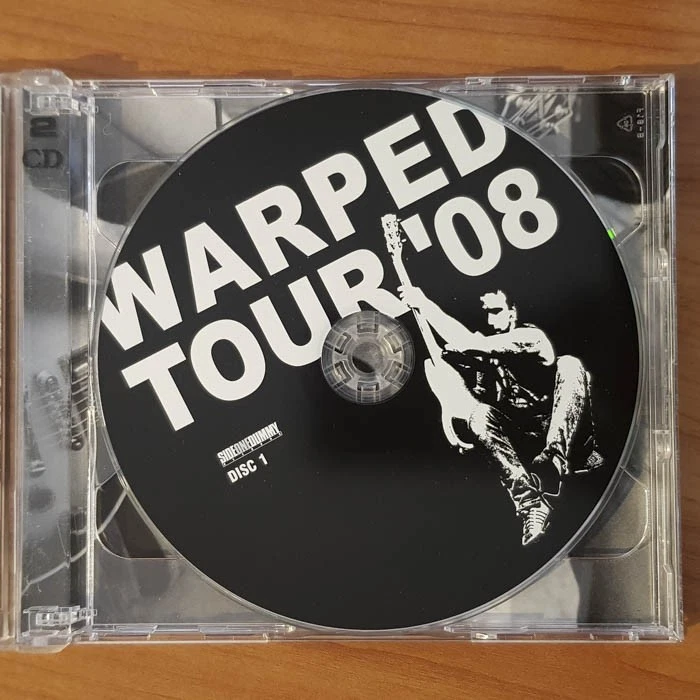 2
CD
WARPED
TOUR '08
SIDEONEDUMMY
DISC 1